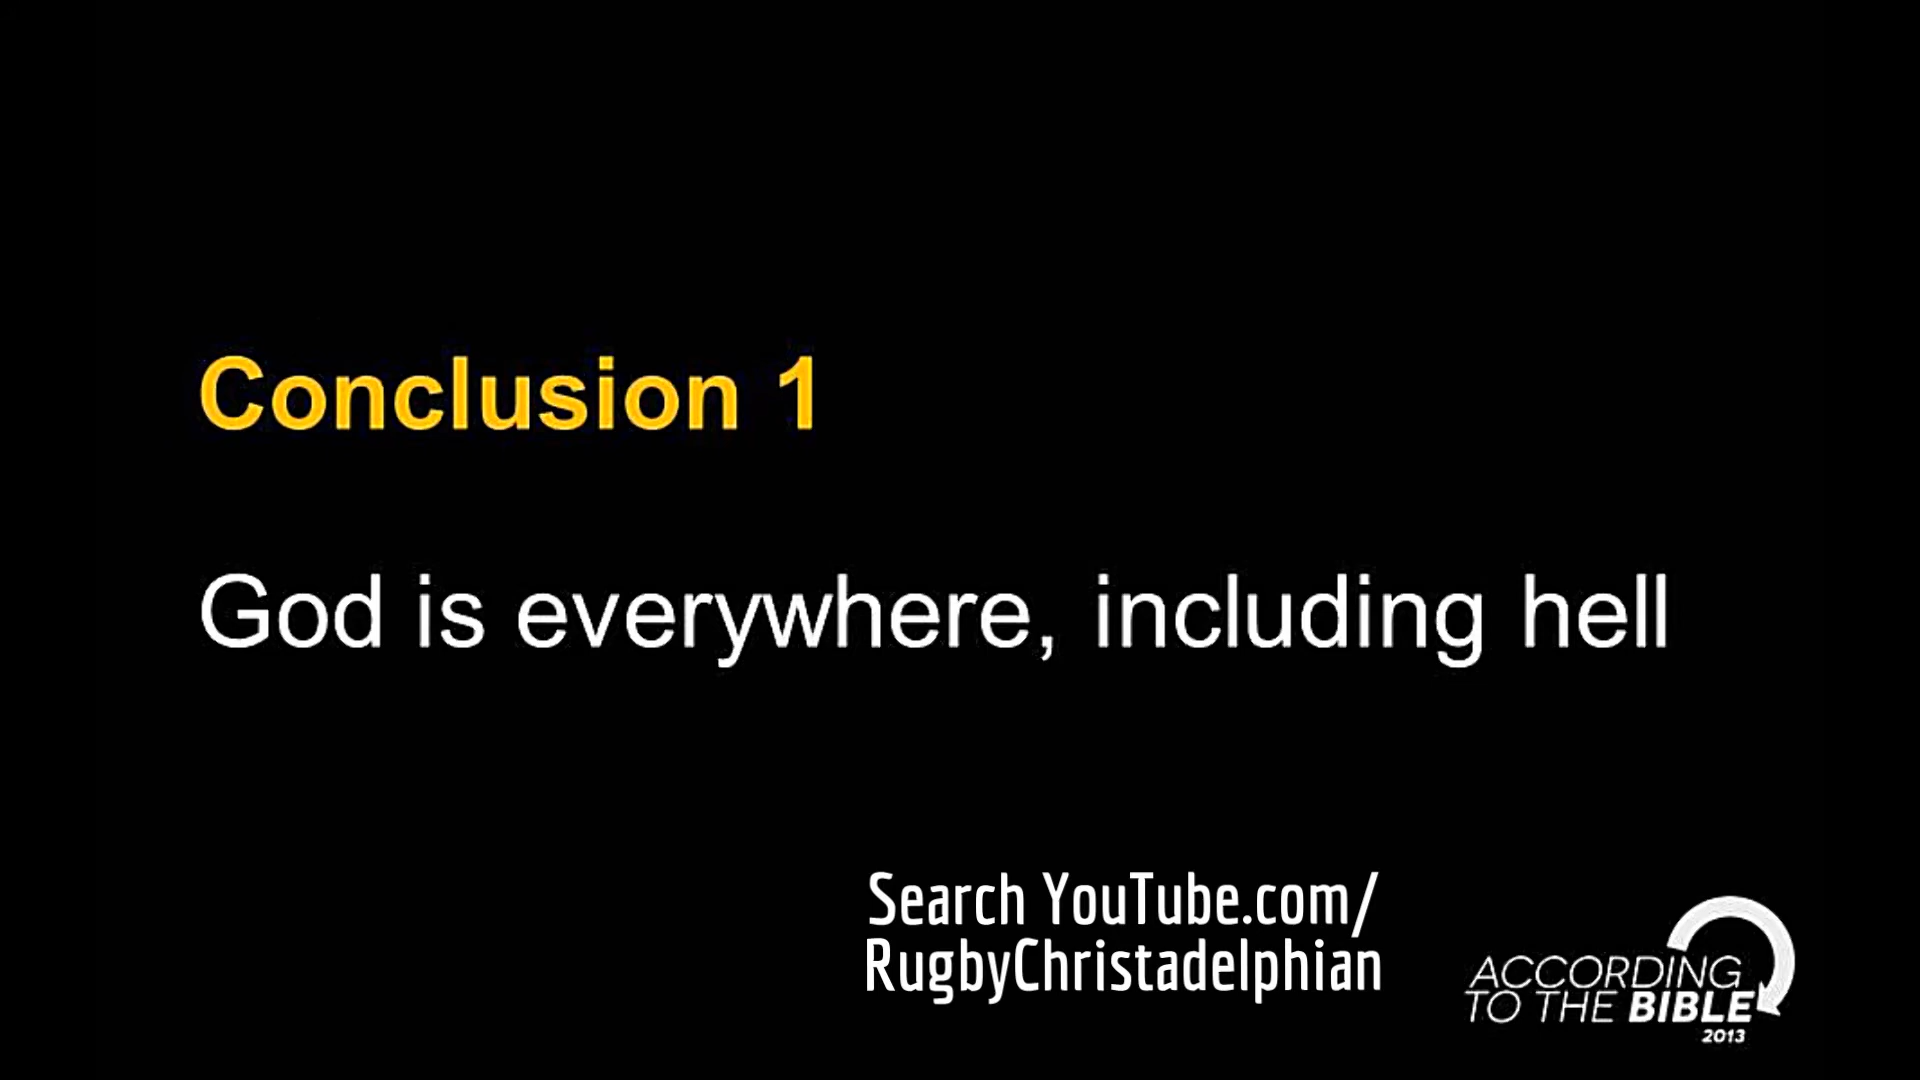 Conclusion 1
God is everywhere, including hell
Search YouTube.com/
RugbyChristadelphian
ACCORDING
TO THE BIBLE
2013